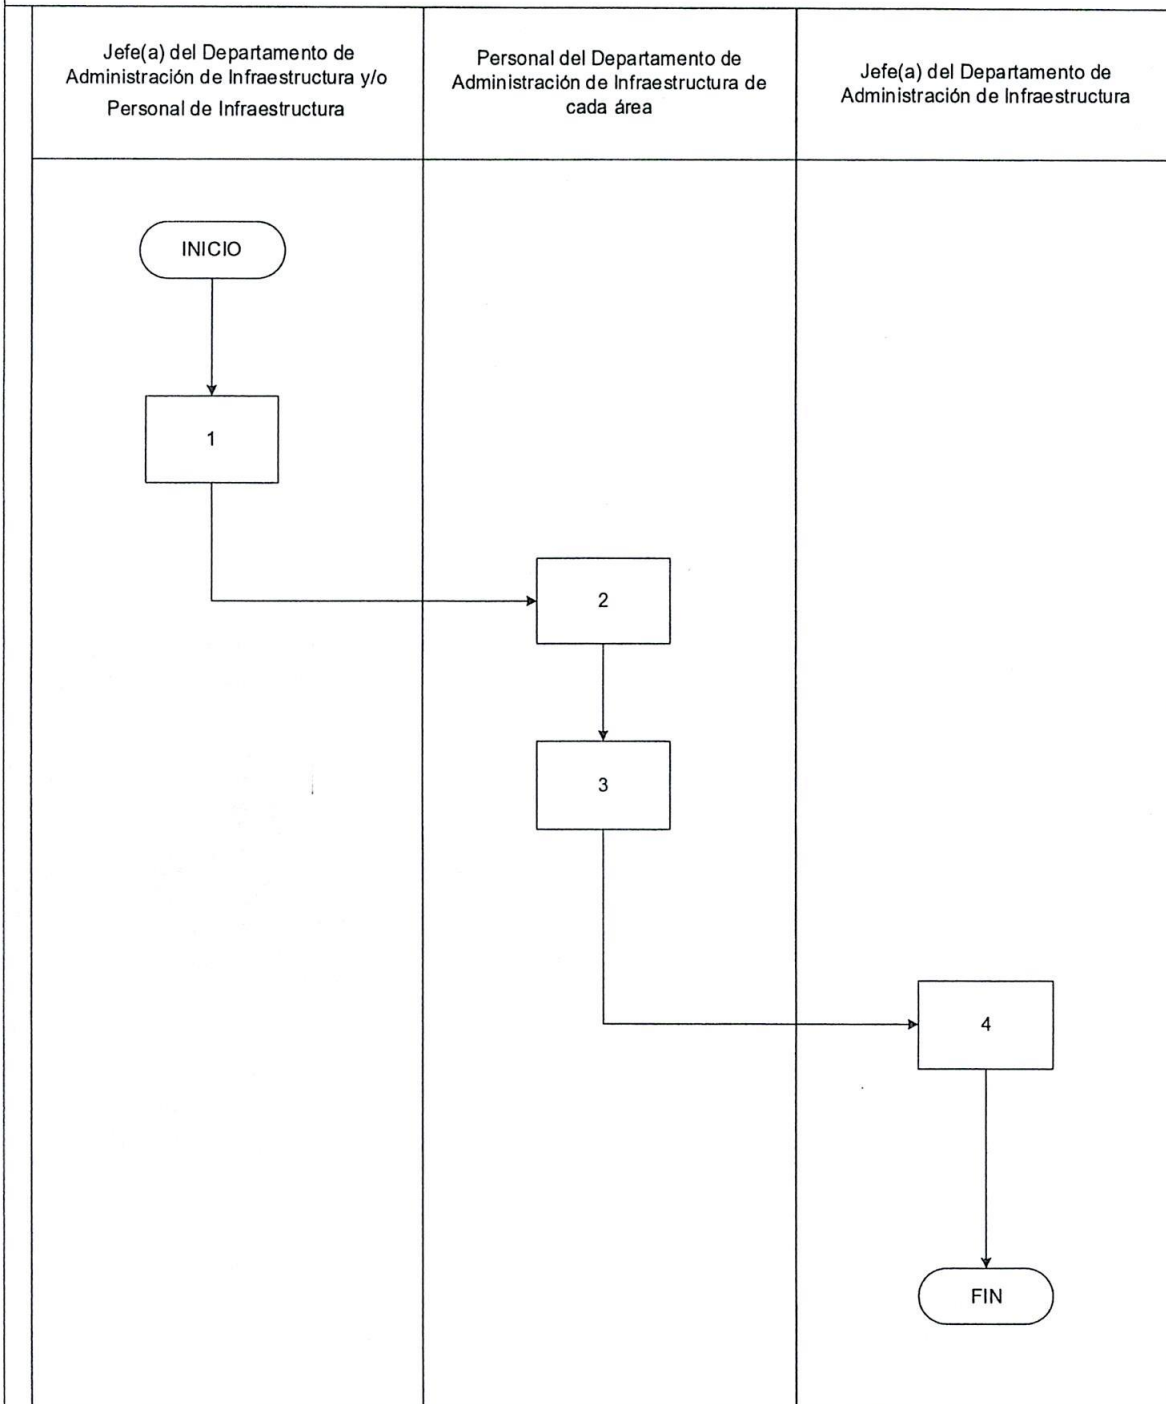 Jefe(a) del Departamento de
Administración de Infraestructura y/o
Personal de Infraestructura
Personal del Departamento de
Administración de Infraestructura de
cada área
Jefe(a) del Departamento de
Administración de Infraestructura
INICIO
1
2
3
4
FIN